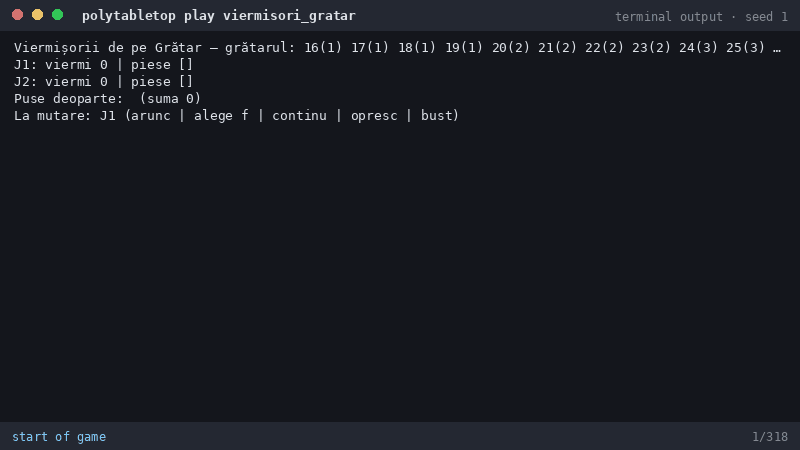 polytabletop play viermisori_gratar
terminal output · seed 1
Viermișorii de pe Grătar — grătarul: 16(1) 17(1) 18(1) 19(1) 20(2) 21(2) 22(2) 23(2) 24(3) 25(3) …
J1: viermi 0 | piese []
J2: viermi 0 | piese []
Puse deoparte:  (suma 0)
La mutare: J1 (arunc | alege f | continu | opresc | bust)
start of game
1/318